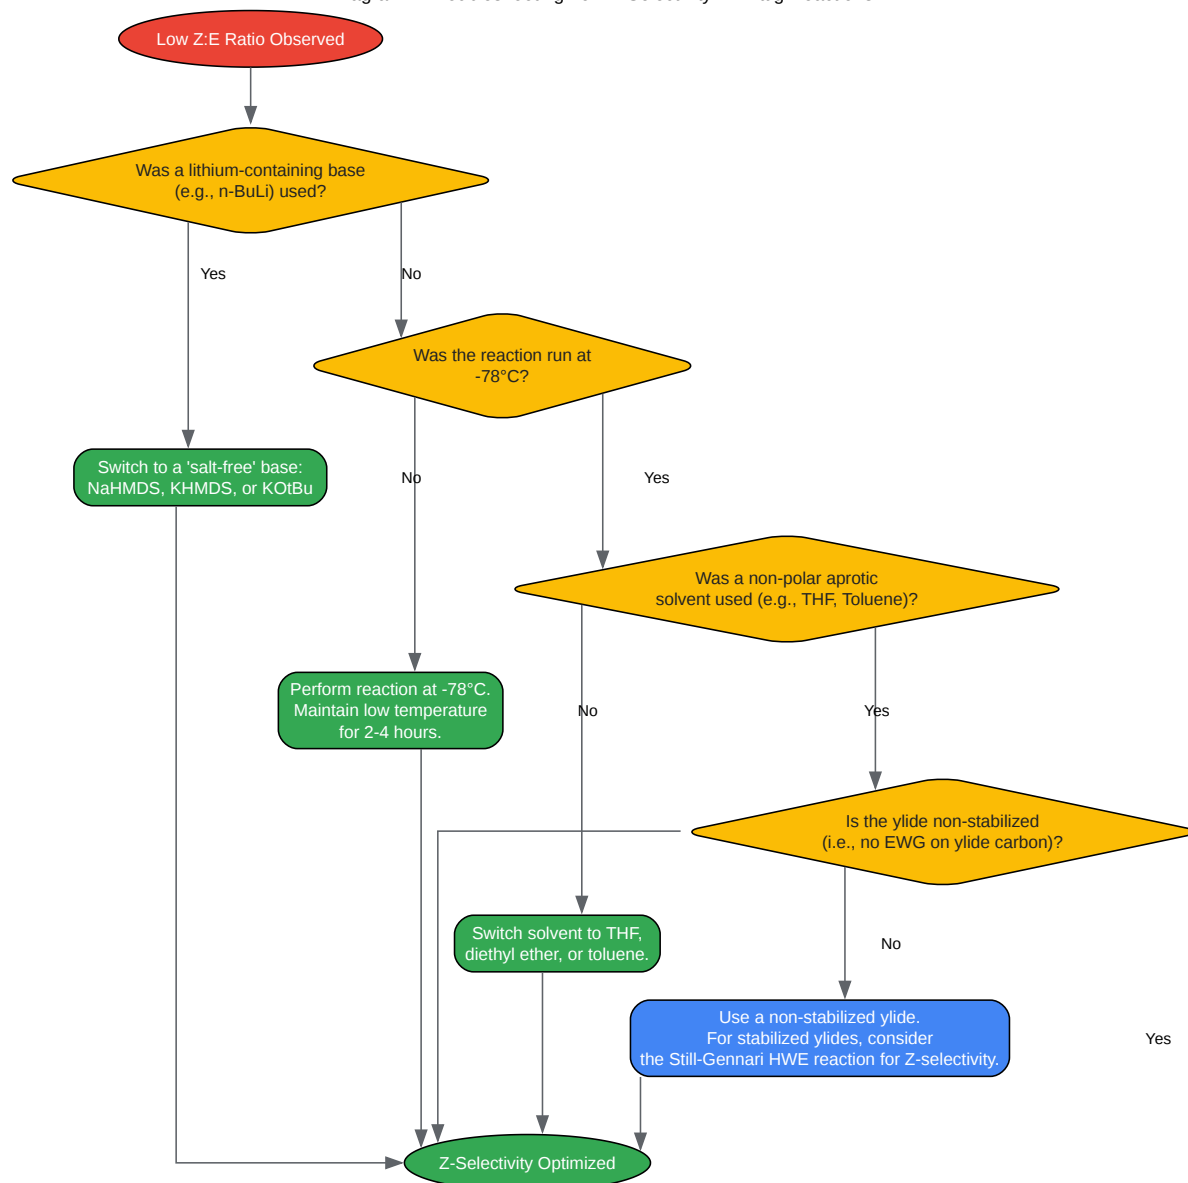 Low Z:E Ratio Observed
Was a lithium-containing base
(e.g., n-BuLi) used?
Yes
No
Was the reaction run at
-78°C?
Switch to a 'salt-free' base:
NaHMDS, KHMDS, or KOtBu
No
Yes
Was a non-polar aprotic
solvent used (e.g., THF, Toluene)?
Perform reaction at -78°C.
Maintain low temperature
for 2-4 hours.
No
Yes
Is the ylide non-stabilized
(i.e., no EWG on ylide carbon)?
Switch solvent to THF,
diethyl ether, or toluene.
No
Use a non-stabilized ylide.
For stabilized ylides, consider
the Still-Gennari HWE reaction for Z-selectivity.
Yes
Z-Selectivity Optimized